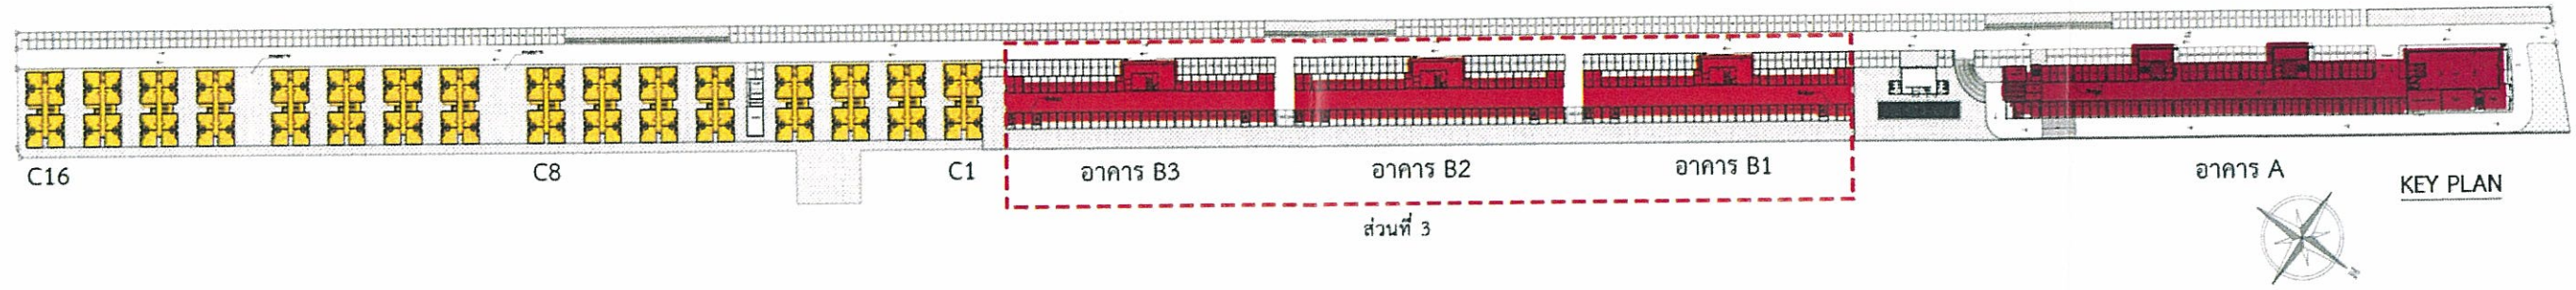 C16
C8
C1
อาคาร B3
อาคาร B2
อาคาร B1
อาคาร A
KEY PLAN
ส่วนที่ 3
N